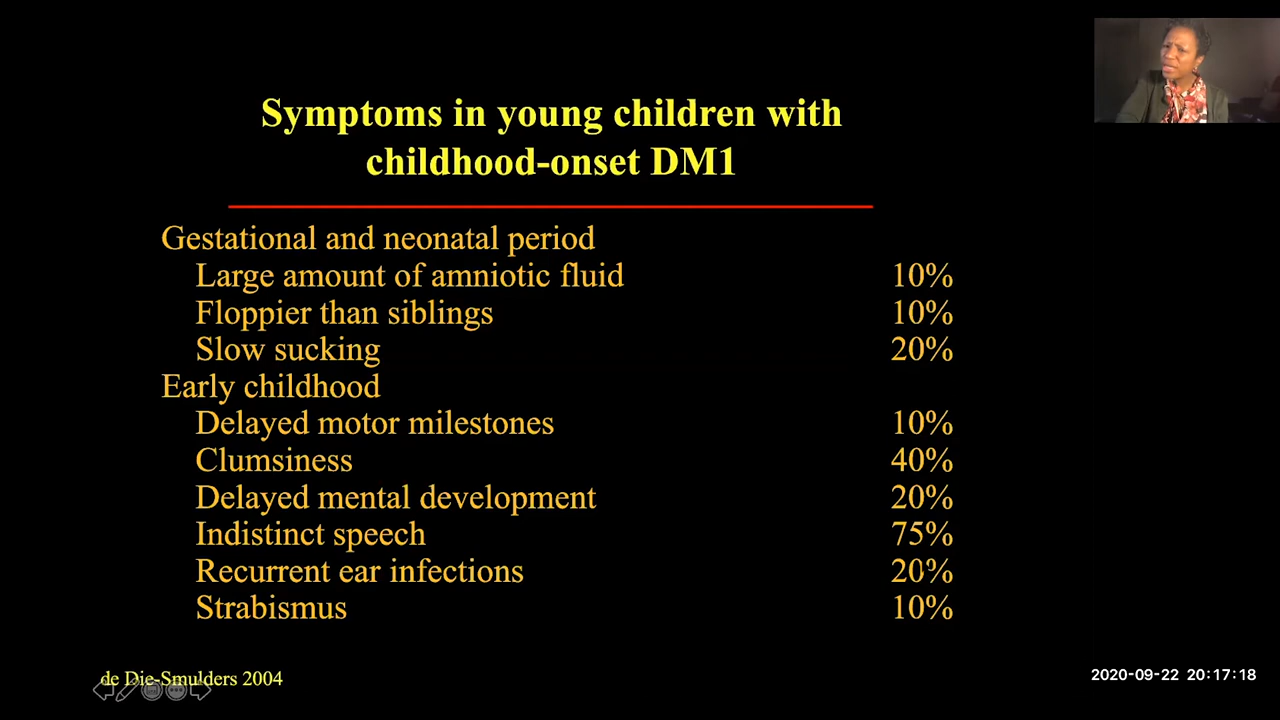 Symptoms in young children with
childhood-onset DM1
Gestational and neonatal period
Large amount of amniotic fluid 10%
Floppier than siblings 10%
Slow sucking 20%
Early childhood
Delayed motor milestones 10%
Clumsiness 40%
Delayed mental development 20%
Indistinct speech 75%
Recurrent ear infections 20%
Strabismus 10%
de Die-Smulders 2004
2020-09-22 20:17:18